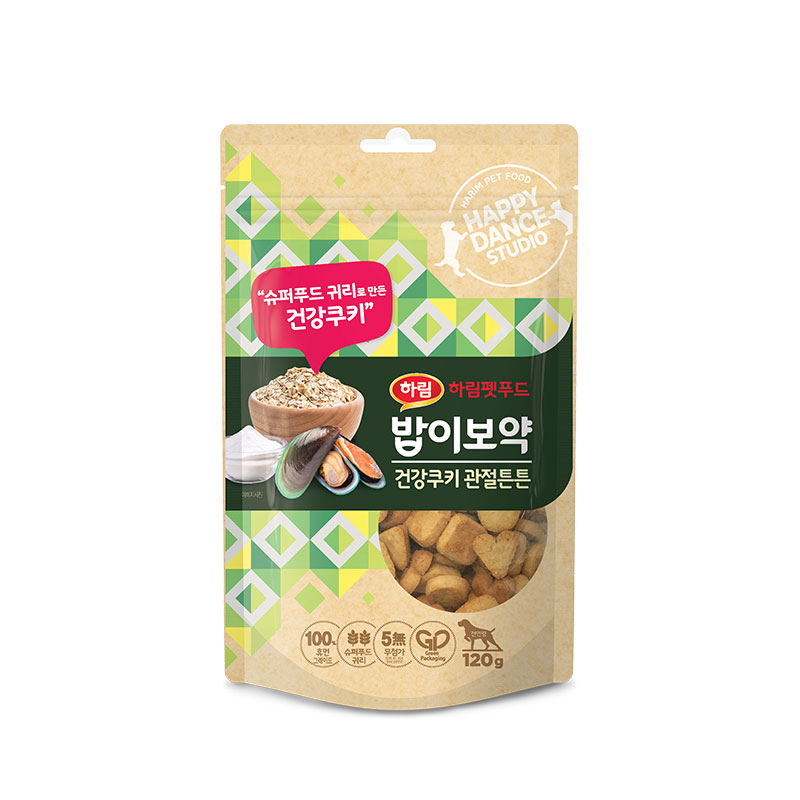 HARIM PET FOOD
HAPPY
DANCE
STUDIO
“슈퍼푸드 귀리로 만든
건강쿠키”
하림 하림펫푸드
밥이보약
건강쿠키 관절튼튼
100%
휴먼
그레이드
슈퍼푸드
귀리
5無
무첨가
Green
Packaging
전연령
120g